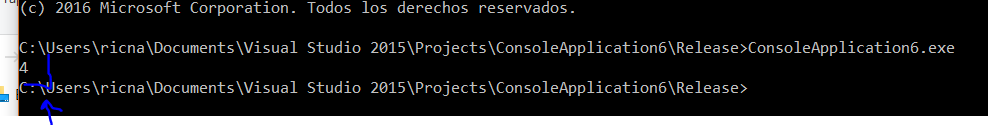 (c) 2016 Microsoft Corporation. Todos los derechos reservados.
C:\Users\ricna\Documents\Visual Studio 2015\Projects\ConsoleApplication6\Release>ConsoleApplication6.exe
4
C:\Users\ricna\Documents\Visual Studio 2015\Projects\ConsoleApplication6\Release>